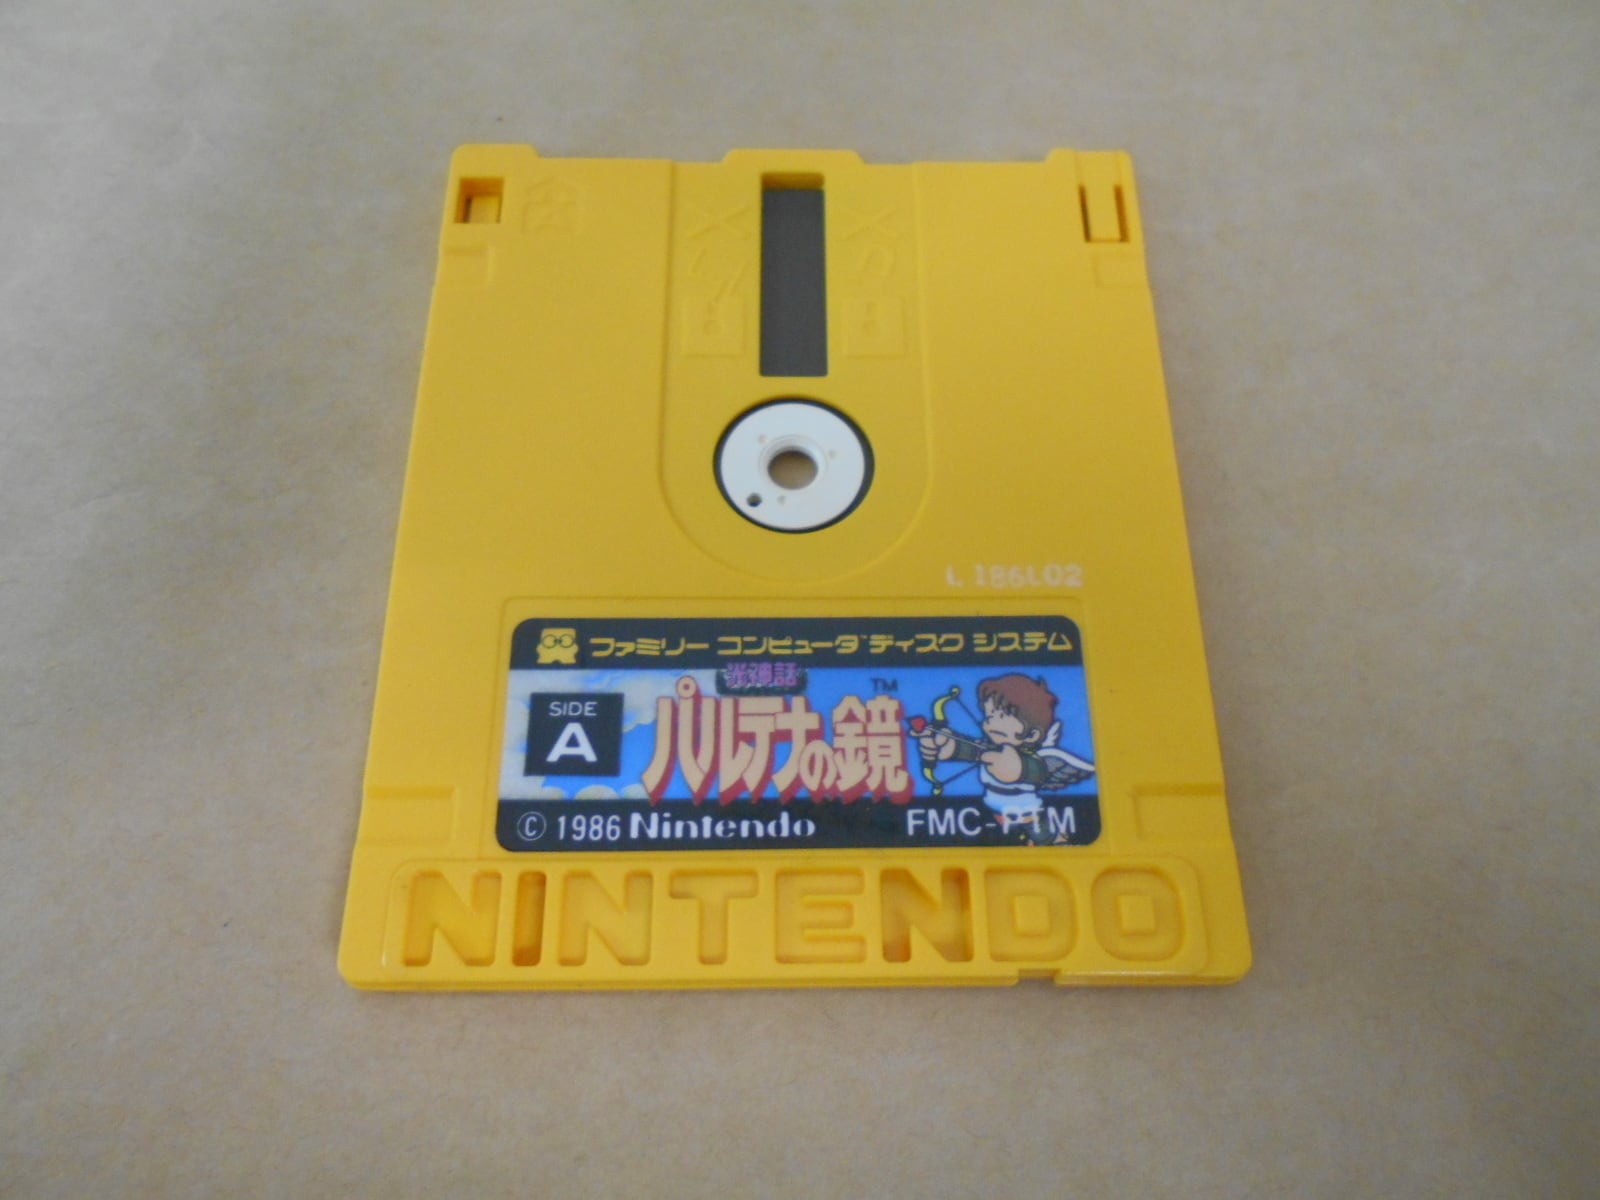 L 186L02
ファミリー コンピュータ ディスク システム
光神話
SIDE
A
パルテナの鏡 TM
© 1986 Nintendo FMC-PTM
NINTENDO